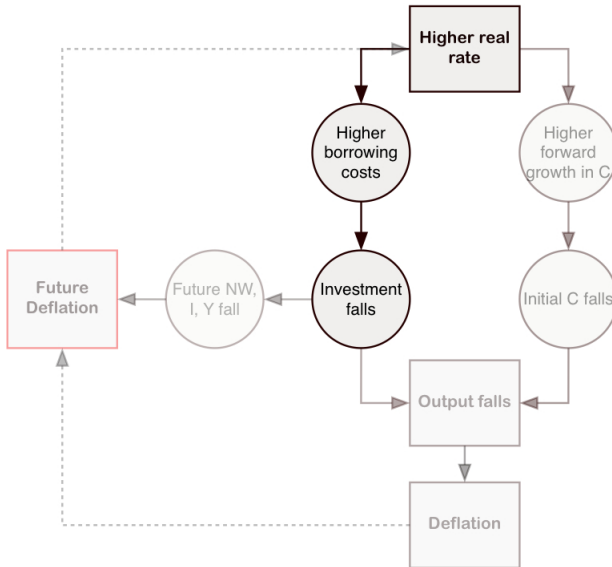 Higher real
rate
Higher
borrowing
costs
Higher
forward
growth in C
Future
Deflation
Future NW,
I, Y fall
Investment
falls
Initial C falls
Output falls
Deflation